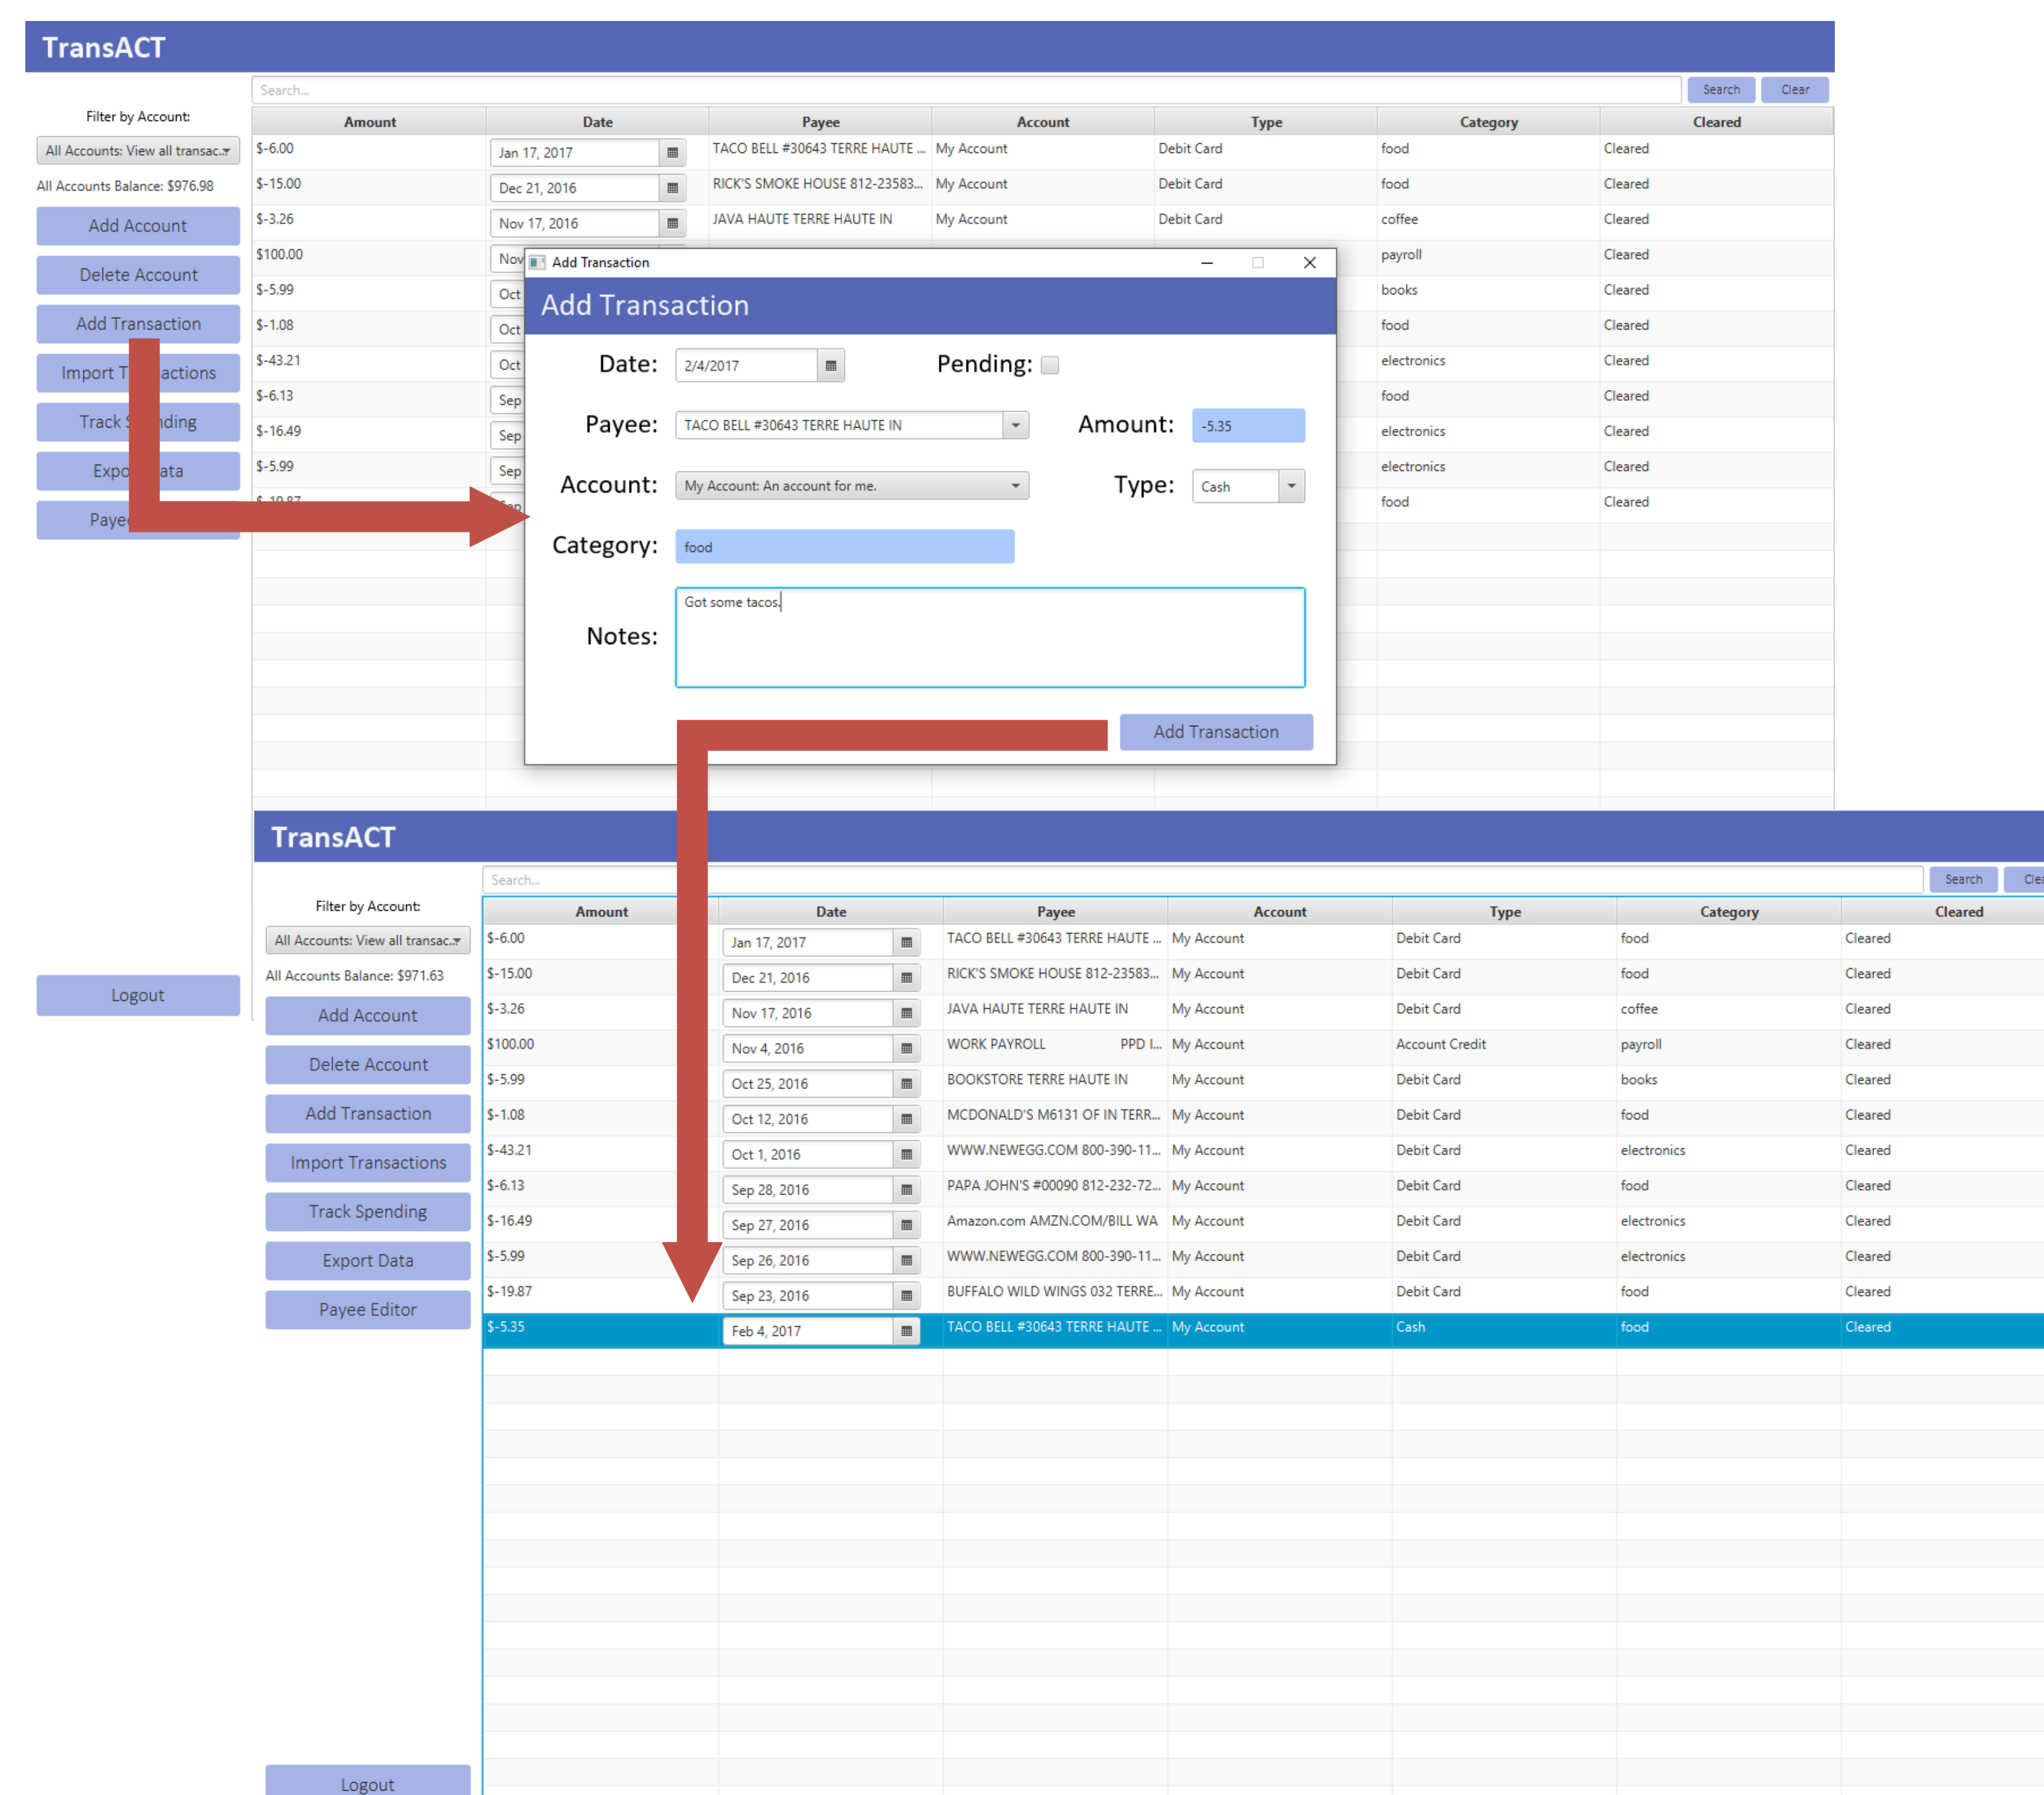 TransACT
Search...
Search Clear
Filter by Account:
All Accounts: View all transac...
All Accounts Balance: $976.98
Add Account
Delete Account
Add Transaction
Import T actions
Track S nding
Expo ata
Paye
Logout
Amount Date Payee Account Type Category Cleared
$-6.00 Jan 17, 2017 TACO BELL #30643 TERRE HAUTE ... My Account Debit Card food Cleared
$-15.00 Dec 21, 2016 RICK'S SMOKE HOUSE 812-23583... My Account Debit Card food Cleared
$-3.26 Nov 17, 2016 JAVA HAUTE TERRE HAUTE IN My Account Debit Card coffee Cleared
$100.00 Nov payroll Cleared
$-5.99 Oct books Cleared
$-1.08 Oct food Cleared
$-43.21 Oct electronics Cleared
$-6.13 Sep food Cleared
$-16.49 Sep electronics Cleared
$-5.99 Sep electronics Cleared
$-19.87 Sep food Cleared
Add Transaction
Add Transaction
Date: 2/4/2017 Pending:
Payee: TACO BELL #30643 TERRE HAUTE IN Amount: -5.35
Account: My Account: An account for me. Type: Cash
Category: food
Notes: Got some tacos.
Add Transaction
TransACT
Search...
Search Clea
Filter by Account:
All Accounts: View all transac...
All Accounts Balance: $971.63
Add Account
Delete Account
Add Transaction
Import Transactions
Track Spending
Export Data
Payee Editor
Logout
Amount Date Payee Account Type Category Cleared
$-6.00 Jan 17, 2017 TACO BELL #30643 TERRE HAUTE ... My Account Debit Card food Cleared
$-15.00 Dec 21, 2016 RICK'S SMOKE HOUSE 812-23583... My Account Debit Card food Cleared
$-3.26 Nov 17, 2016 JAVA HAUTE TERRE HAUTE IN My Account Debit Card coffee Cleared
$100.00 Nov 4, 2016 WORK PAYROLL PPD I... My Account Account Credit payroll Cleared
$-5.99 Oct 25, 2016 BOOKSTORE TERRE HAUTE IN My Account Debit Card books Cleared
$-1.08 Oct 12, 2016 MCDONALD'S M6131 OF IN TERR... My Account Debit Card food Cleared
$-43.21 Oct 1, 2016 WWW.NEWEGG.COM 800-390-11... My Account Debit Card electronics Cleared
$-6.13 Sep 28, 2016 PAPA JOHN'S #00090 812-232-72... My Account Debit Card food Cleared
$-16.49 Sep 27, 2016 Amazon.com AMZN.COM/BILL WA My Account Debit Card electronics Cleared
$-5.99 Sep 26, 2016 WWW.NEWEGG.COM 800-390-11... My Account Debit Card electronics Cleared
$-19.87 Sep 23, 2016 BUFFALO WILD WINGS 032 TERRE... My Account Debit Card food Cleared
$-5.35 Feb 4, 2017 TACO BELL #30643 TERRE HAUTE ... My Account Cash food Cleared